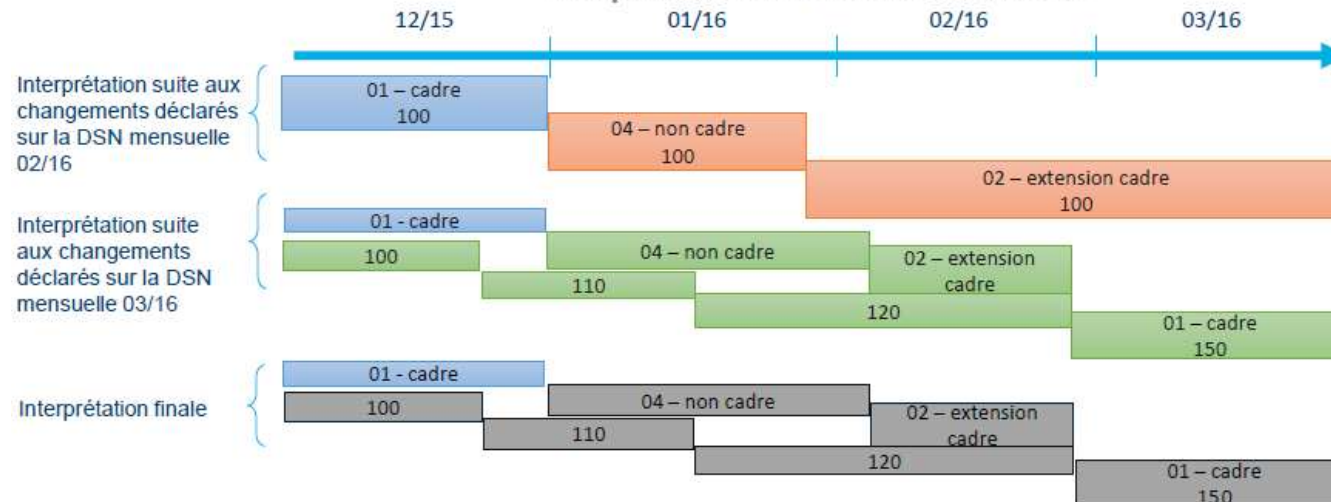 12/15
01/16
02/16
03/16
Interprétation suite aux
changements déclarés
sur la DSN mensuelle
02/16
01 – cadre
100
04 – non cadre
100
02 – extension cadre
100
Interprétation suite
aux changements
déclarés sur la DSN
mensuelle 03/16
01 - cadre
100
110
04 – non cadre
02 – extension
cadre
120
01 – cadre
150
Interprétation finale
01 - cadre
100
110
04 – non cadre
02 – extension
cadre
120
01 – cadre
150